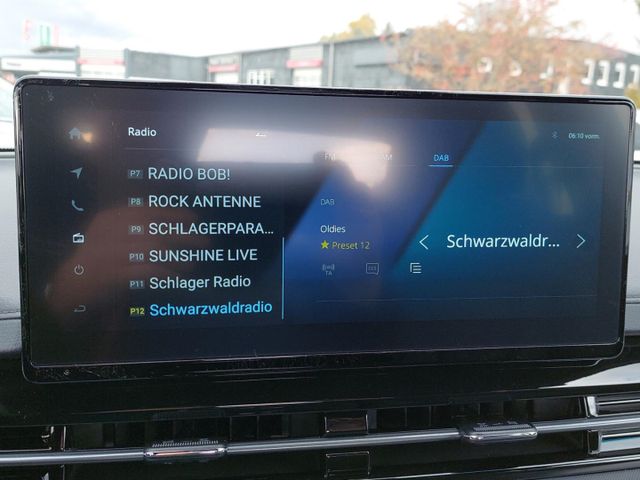 Radio
06:10 vorm.
FM
AM
DAB
P7 RADIO BOB!
P8 ROCK ANTENNE
P9 SCHLAGERPARA...
P10 SUNSHINE LIVE
P11 Schlager Radio
P12 Schwarzwaldradio
DAB
Oldies
Preset 12
TA
Schwarzwaldr...